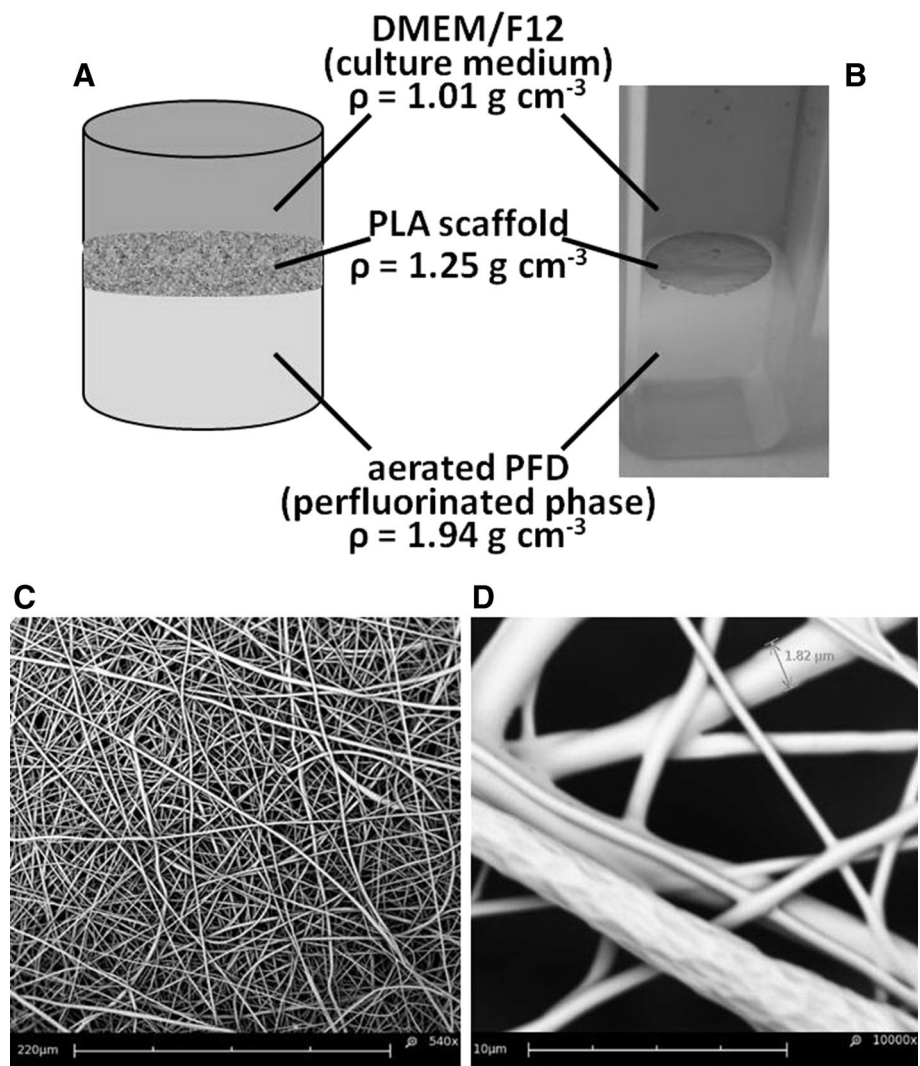 DMEM/F12
(culture medium)
ρ = 1.01 g cm⁻³
A
B
PLA scaffold
ρ = 1.25 g cm⁻³
aerated PFD
(perfluorinated phase)
ρ = 1.94 g cm⁻³
C
D
1.82 µm
220µm
540x
10µm
10000x